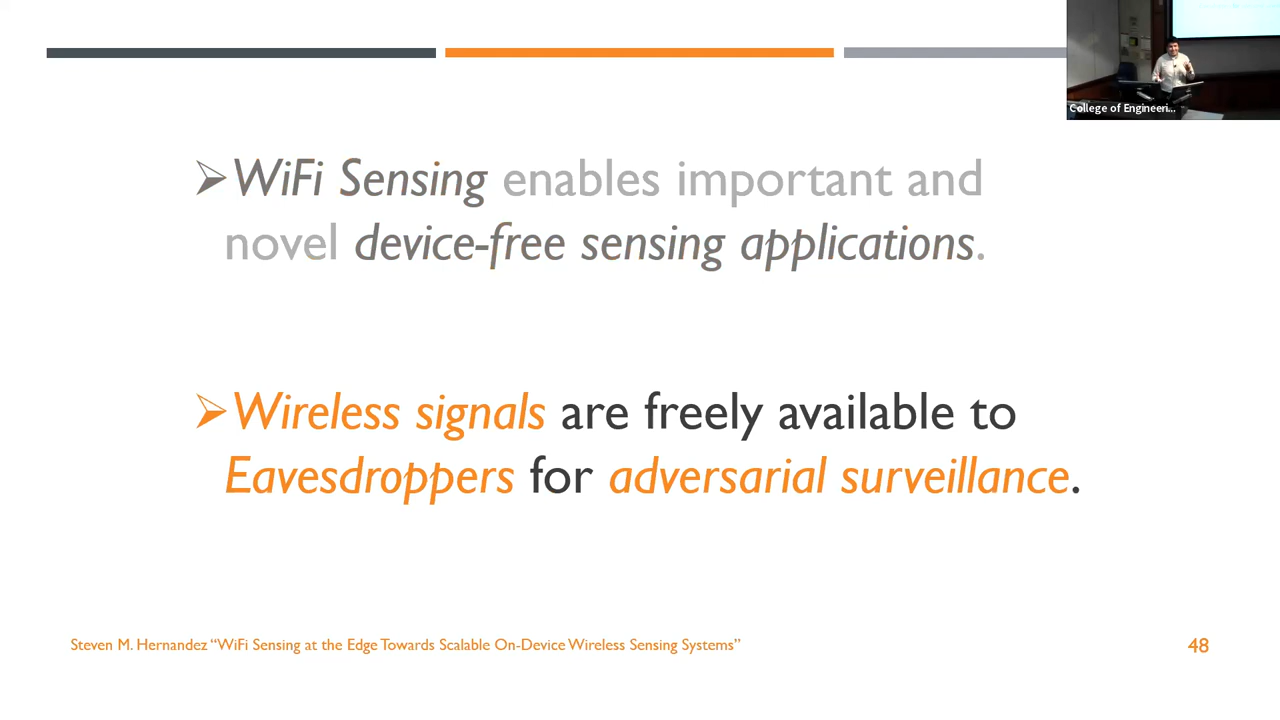 College of Engineeri...
➢WiFi Sensing enables important and
novel device-free sensing applications.
➢Wireless signals are freely available to
Eavesdroppers for adversarial surveillance.
Steven M. Hernandez “WiFi Sensing at the Edge Towards Scalable On-Device Wireless Sensing Systems”
48